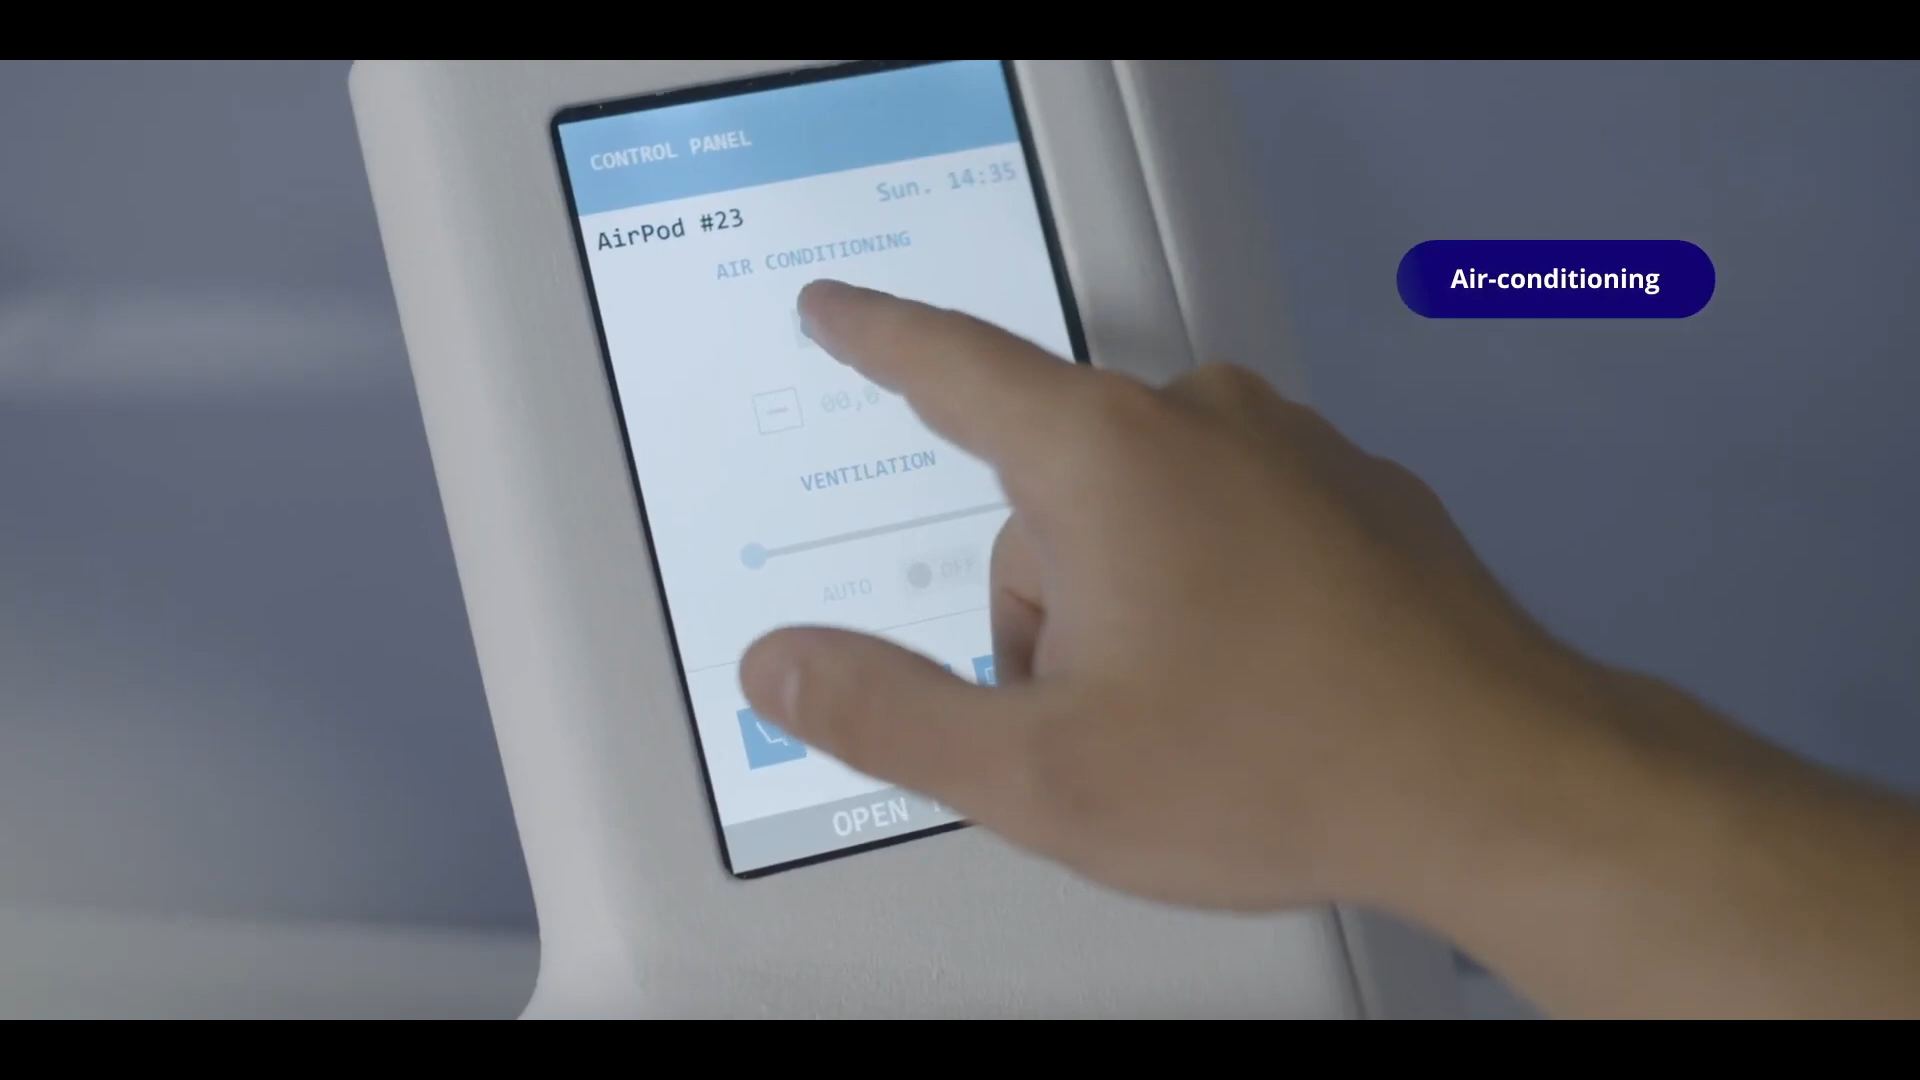 CONTROL PANEL
Sun. 14:35
AirPod #23
AIR CONDITIONING
Air-conditioning
VENTILATION
AUTO
OFF
OPEN